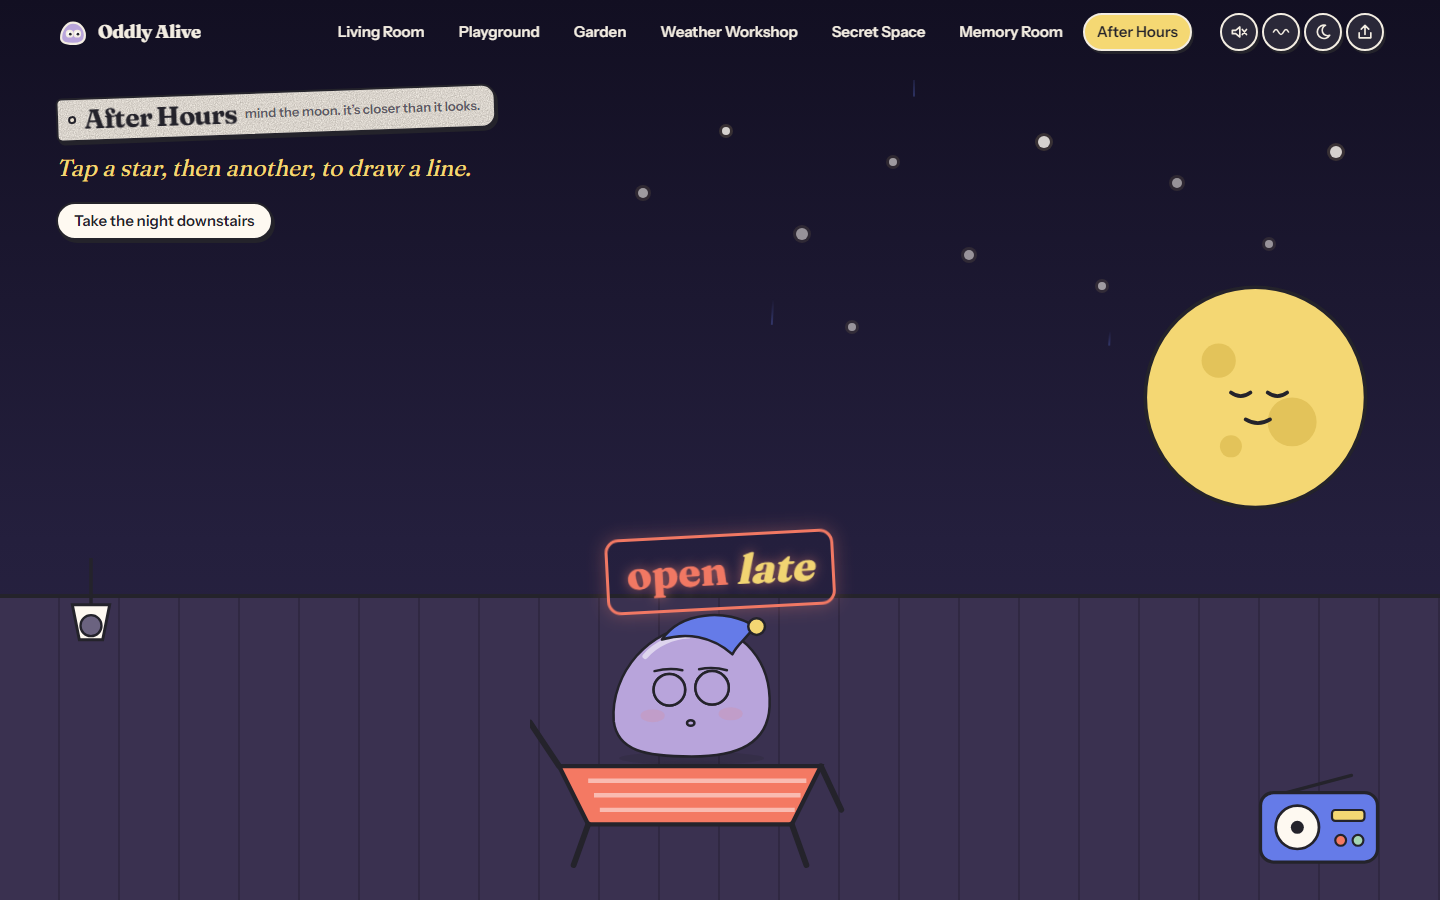 Oddly Alive
Living Room
Playground
Garden
Weather Workshop
Secret Space
Memory Room
After Hours
After Hours mind the moon. it's closer than it looks.
Tap a star, then another, to draw a line.
Take the night downstairs
open late